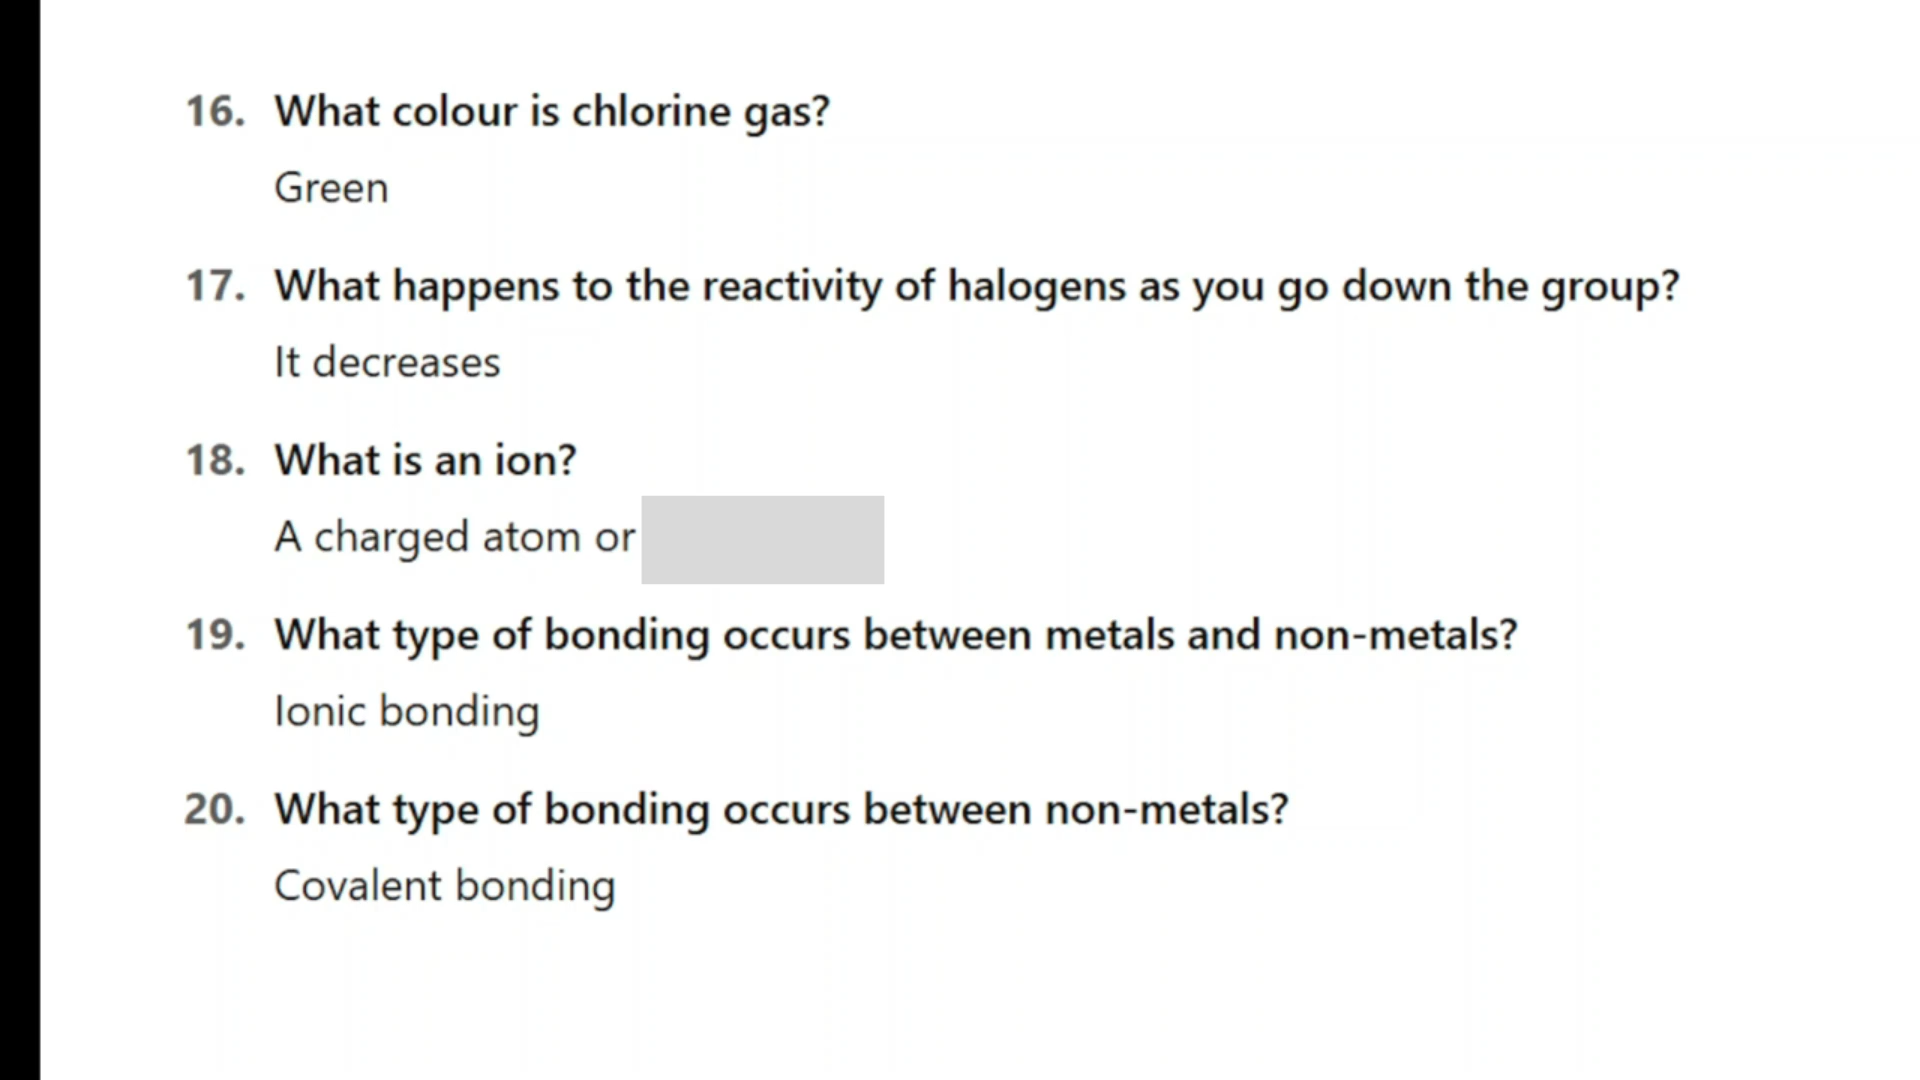 16. What colour is chlorine gas?
Green
17. What happens to the reactivity of halogens as you go down the group?
It decreases
18. What is an ion?
A charged atom or
19. What type of bonding occurs between metals and non-metals?
Ionic bonding
20. What type of bonding occurs between non-metals?
Covalent bonding